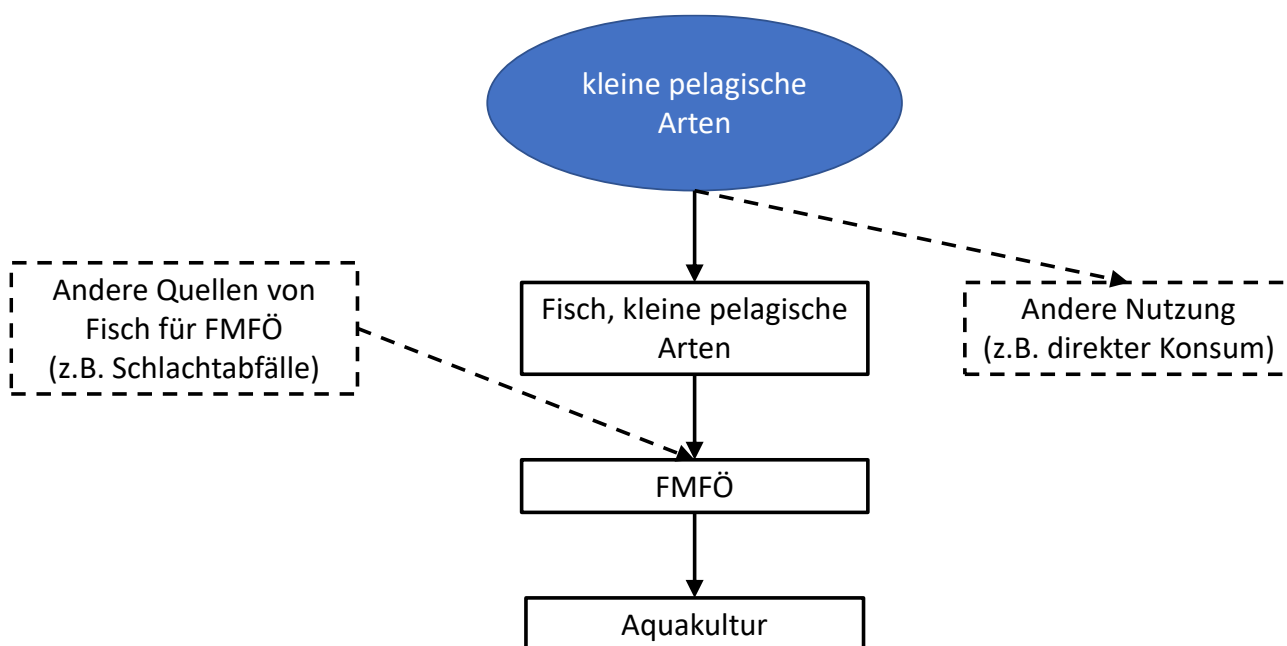 kleine pelagische
Arten
Andere Quellen von
Fisch für FMFÖ
(z.B. Schlachtabfälle)
Fisch, kleine pelagische
Arten
Andere Nutzung
(z.B. direkter Konsum)
FMFÖ
Aquakultur